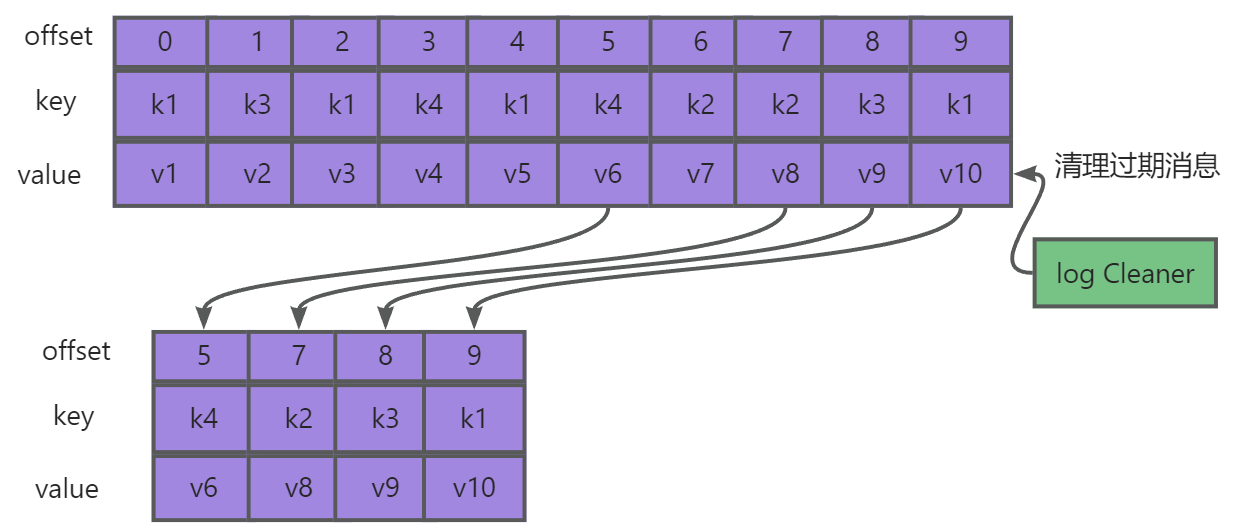 offset 0 1 2 3 4 5 6 7 8 9
key k1 k3 k1 k4 k1 k4 k2 k2 k3 k1
value v1 v2 v3 v4 v5 v6 v7 v8 v9 v10
清理过期消息
log Cleaner
offset 5 7 8 9
key k4 k2 k3 k1
value v6 v8 v9 v10